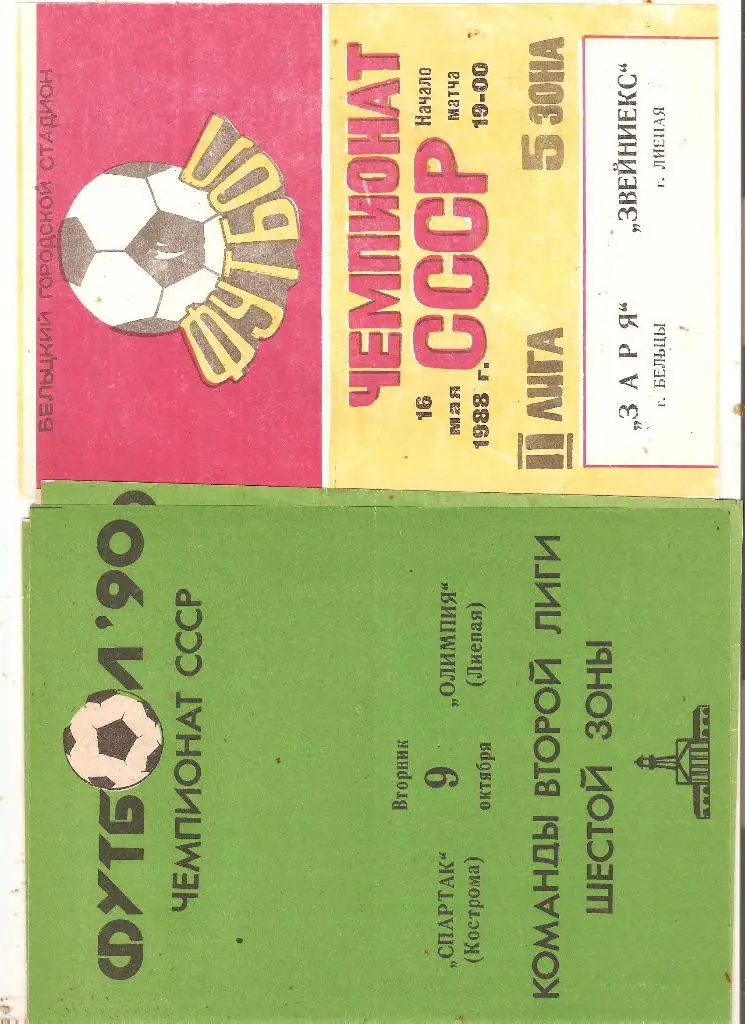 БЕЛЬЦКИЙ ГОРОДСКОЙ СТАДИОН
ФУТБОЛ
ЧЕМПИОНАТ
СССР
16
мая
1988 г.
Начало
матча
19-00
II ЛИГА 5 ЗОНА
„ЗАРЯ“ „ЗВЕЙНИЕКС“
г. БЕЛЬЦЫ г. ЛИЕПАЯ
ФУТБОЛ'90
ЧЕМПИОНАТ СССР
Вторник
9
октября
„СПАРТАК“ „ОЛИМПИЯ“
(Кострома) (Лиепая)
КОМАНДЫ ВТОРОЙ ЛИГИ
ШЕСТОЙ ЗОНЫ